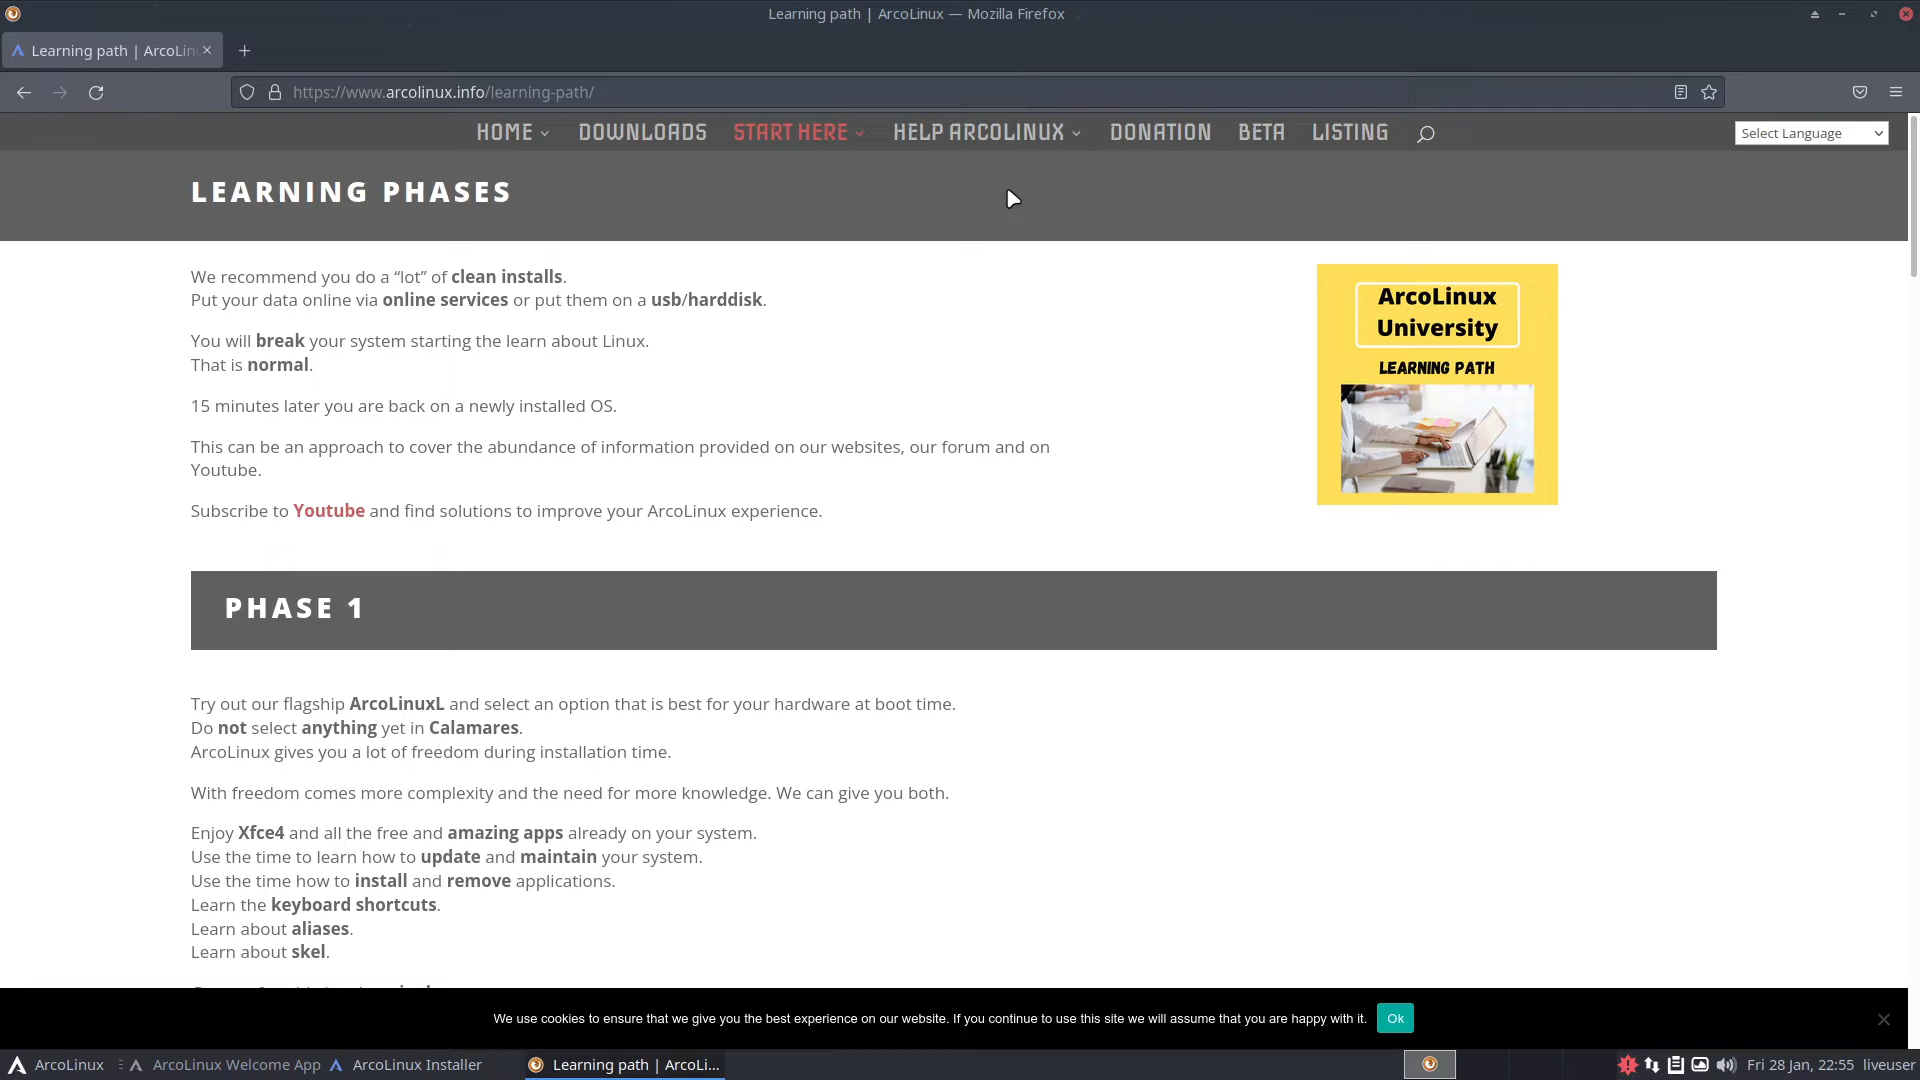 Learning path | ArcoLinux — Mozilla Firefox
Learning path | ArcoLin
https://www.arcolinux.info/learning-path/
HOME DOWNLOADS START HERE HELP ARCOLINUX DONATION BETA LISTING
Select Language
LEARNING PHASES
We recommend you do a “lot” of clean installs.
Put your data online via online services or put them on a usb/harddisk.
You will break your system starting the learn about Linux.
That is normal.
15 minutes later you are back on a newly installed OS.
This can be an approach to cover the abundance of information provided on our websites, our forum and on
Youtube.
Subscribe to Youtube and find solutions to improve your ArcoLinux experience.
ArcoLinux
University
LEARNING PATH
PHASE 1
Try out our flagship ArcoLinuxL and select an option that is best for your hardware at boot time.
Do not select anything yet in Calamares.
ArcoLinux gives you a lot of freedom during installation time.
With freedom comes more complexity and the need for more knowledge. We can give you both.
Enjoy Xfce4 and all the free and amazing apps already on your system.
Use the time to learn how to update and maintain your system.
Use the time how to install and remove applications.
Learn the keyboard shortcuts.
Learn about aliases.
Learn about skel.
We use cookies to ensure that we give you the best experience on our website. If you continue to use this site we will assume that you are happy with it. Ok
ArcoLinux ArcoLinux Welcome App ArcoLinux Installer Learning path | ArcoLi... Fri 28 Jan, 22:55 liveuser